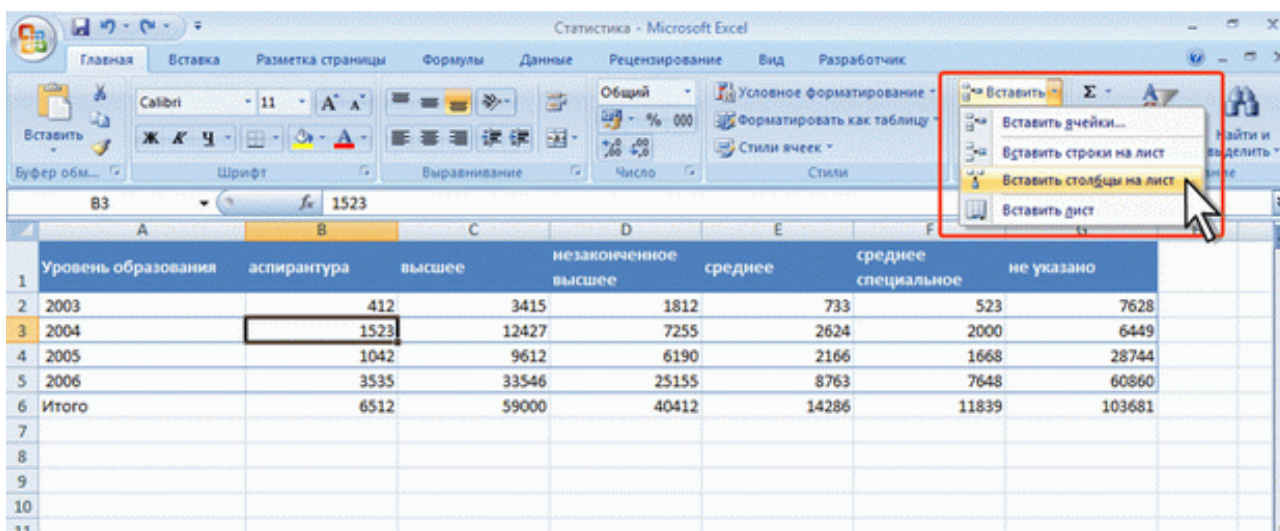 Статистика - Microsoft Excel
Главная Вставка Разметка страницы Формулы Данные Рецензирование Вид Разработчик
Вставить
Calibri 11 А А
Ж К Ч А
Общий
% 000
Условное форматирование
Форматировать как таблицу
Стили ячеек
Вставить Σ
Вставить ячейки...
Вставить строки на лист
Вставить столбцы на лист
Вставить лист
Найти и
выделить
Буфер обм... Шрифт Выравнивание Число Стили
B3 fx 1523
A B C D E F G
1 Уровень образования аспирантура высшее незаконченное высшее среднее среднее специальное не указано
2 2003 412 3415 1812 733 523 7628
3 2004 1523 12427 7255 2624 2000 6449
4 2005 1042 9612 6190 2166 1668 28744
5 2006 3535 33546 25155 8763 7648 60860
6 Итого 6512 59000 40412 14286 11839 103681
7
8
9
10
11